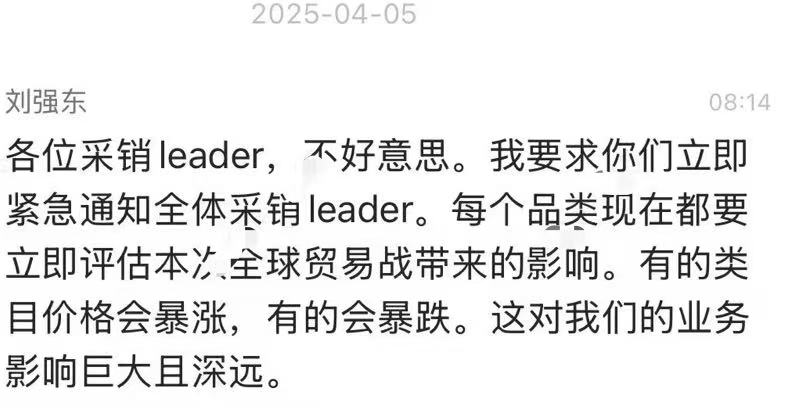 2025-04-05
刘强东 08:14
各位采销leader，不好意思。我要求你们立即
紧急通知全体采销leader。每个品类现在都要
立即评估本次全球贸易战带来的影响。有的类
目价格会暴涨，有的会暴跌。这对我们的业务
影响巨大且深远。